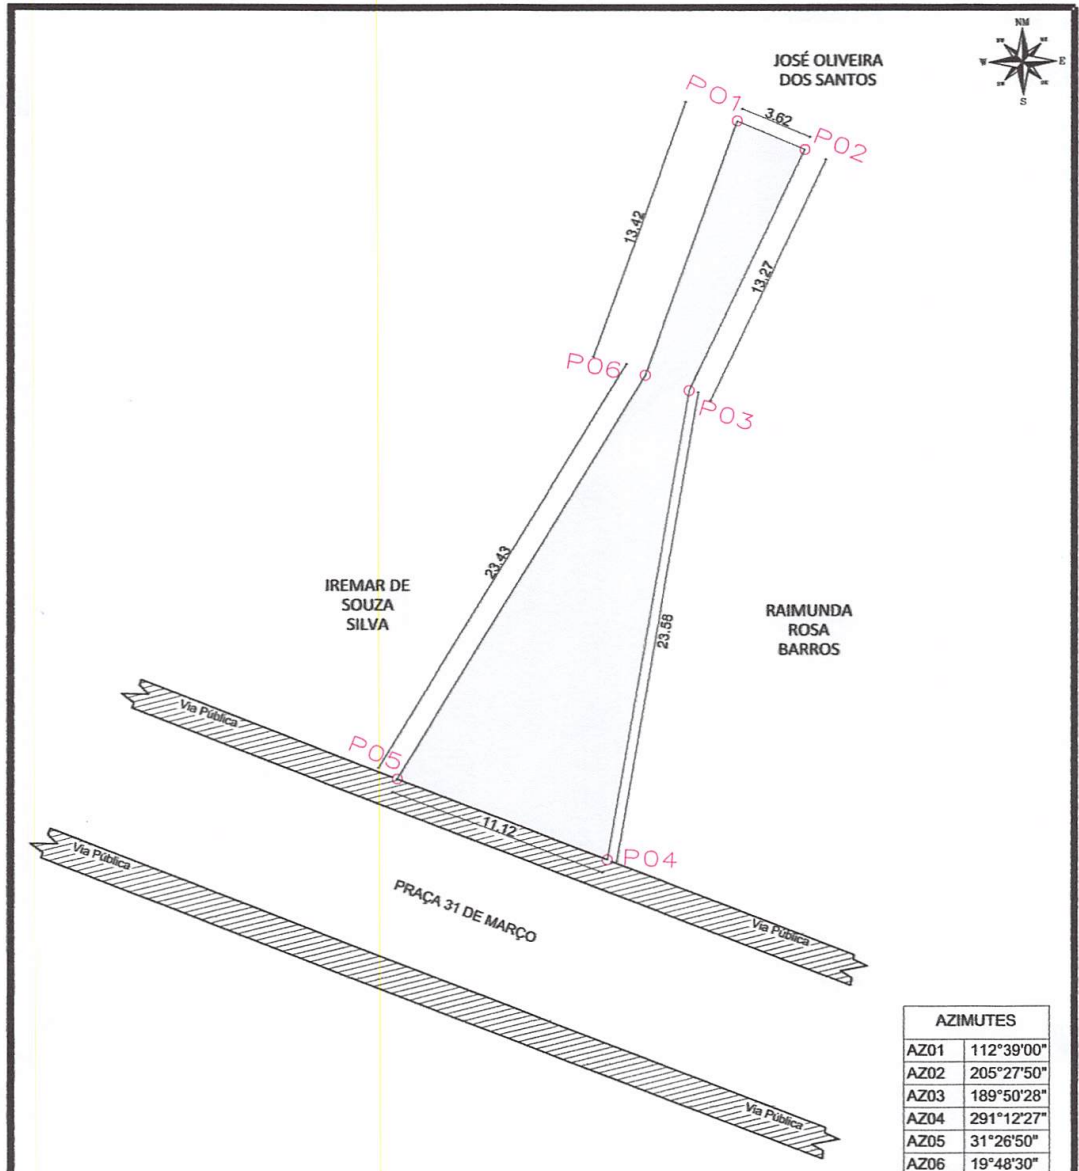 NM
W
E
S
JOSÉ OLIVEIRA
DOS SANTOS
P01
3.62
P02
13.42
13.27
P06
P03
23.43
IREMAR DE
SOUZA
SILVA
RAIMUNDA
ROSA
BARROS
23.58
Via Pública
P05
11.12
P04
Via Pública
PRAÇA 31 DE MARÇO
Via Pública
Via Pública
AZIMUTES
AZ01 112°39'00"
AZ02 205°27'50"
AZ03 189°50'28"
AZ04 291°12'27"
AZ05 31°26'50"
AZ06 19°48'30"